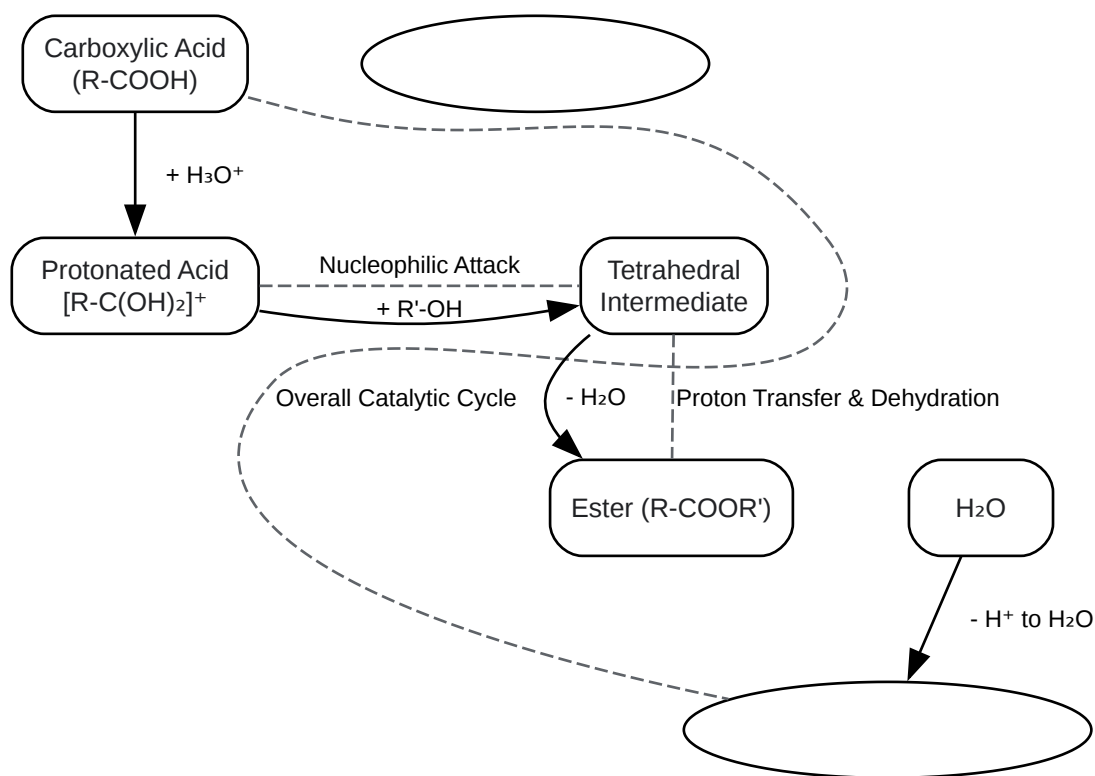 Carboxylic Acid
(R-COOH)
+ H₃O⁺
Protonated Acid
[R-C(OH)₂]⁺
Nucleophilic Attack
+ R'-OH
Tetrahedral
Intermediate
Overall Catalytic Cycle
- H₂O
Proton Transfer & Dehydration
Ester (R-COOR')
H₂O
- H⁺ to H₂O